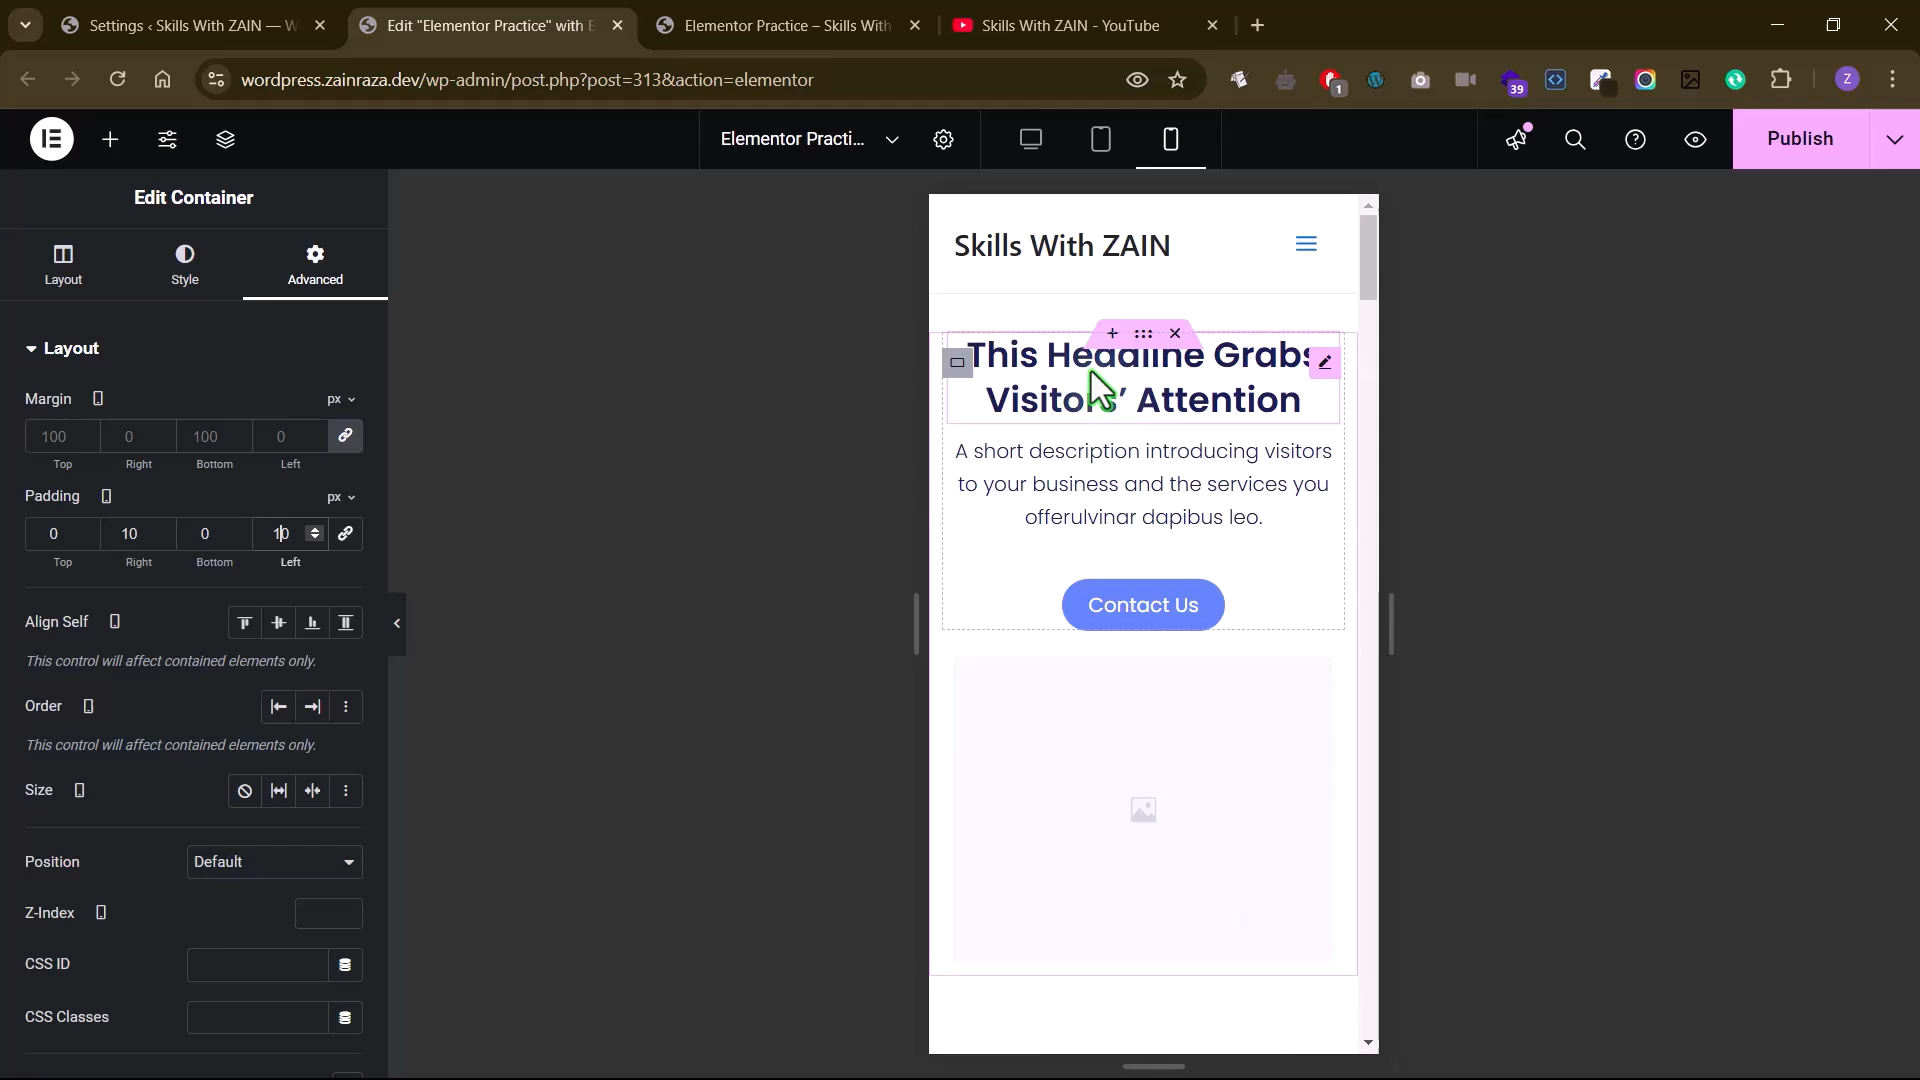 Settings ‹ Skills With ZAIN — W
Edit "Elementor Practice" with E
Elementor Practice – Skills With
Skills With ZAIN - YouTube
wordpress.zainraza.dev/wp-admin/post.php?post=313&action=elementor
1
39
Z
Elementor Practi...
Publish
Edit Container
Layout
Style
Advanced
Layout
Margin
px
100
0
100
0
Top
Right
Bottom
Left
Padding
px
0
10
0
10
Top
Right
Bottom
Left
Align Self
This control will affect contained elements only.
Order
This control will affect contained elements only.
Size
Position
Default
Z-Index
CSS ID
CSS Classes
Skills With ZAIN
This Headline Grabs
Visitors’ Attention
A short description introducing visitors
to your business and the services you
offerulvinar dapibus leo.
Contact Us